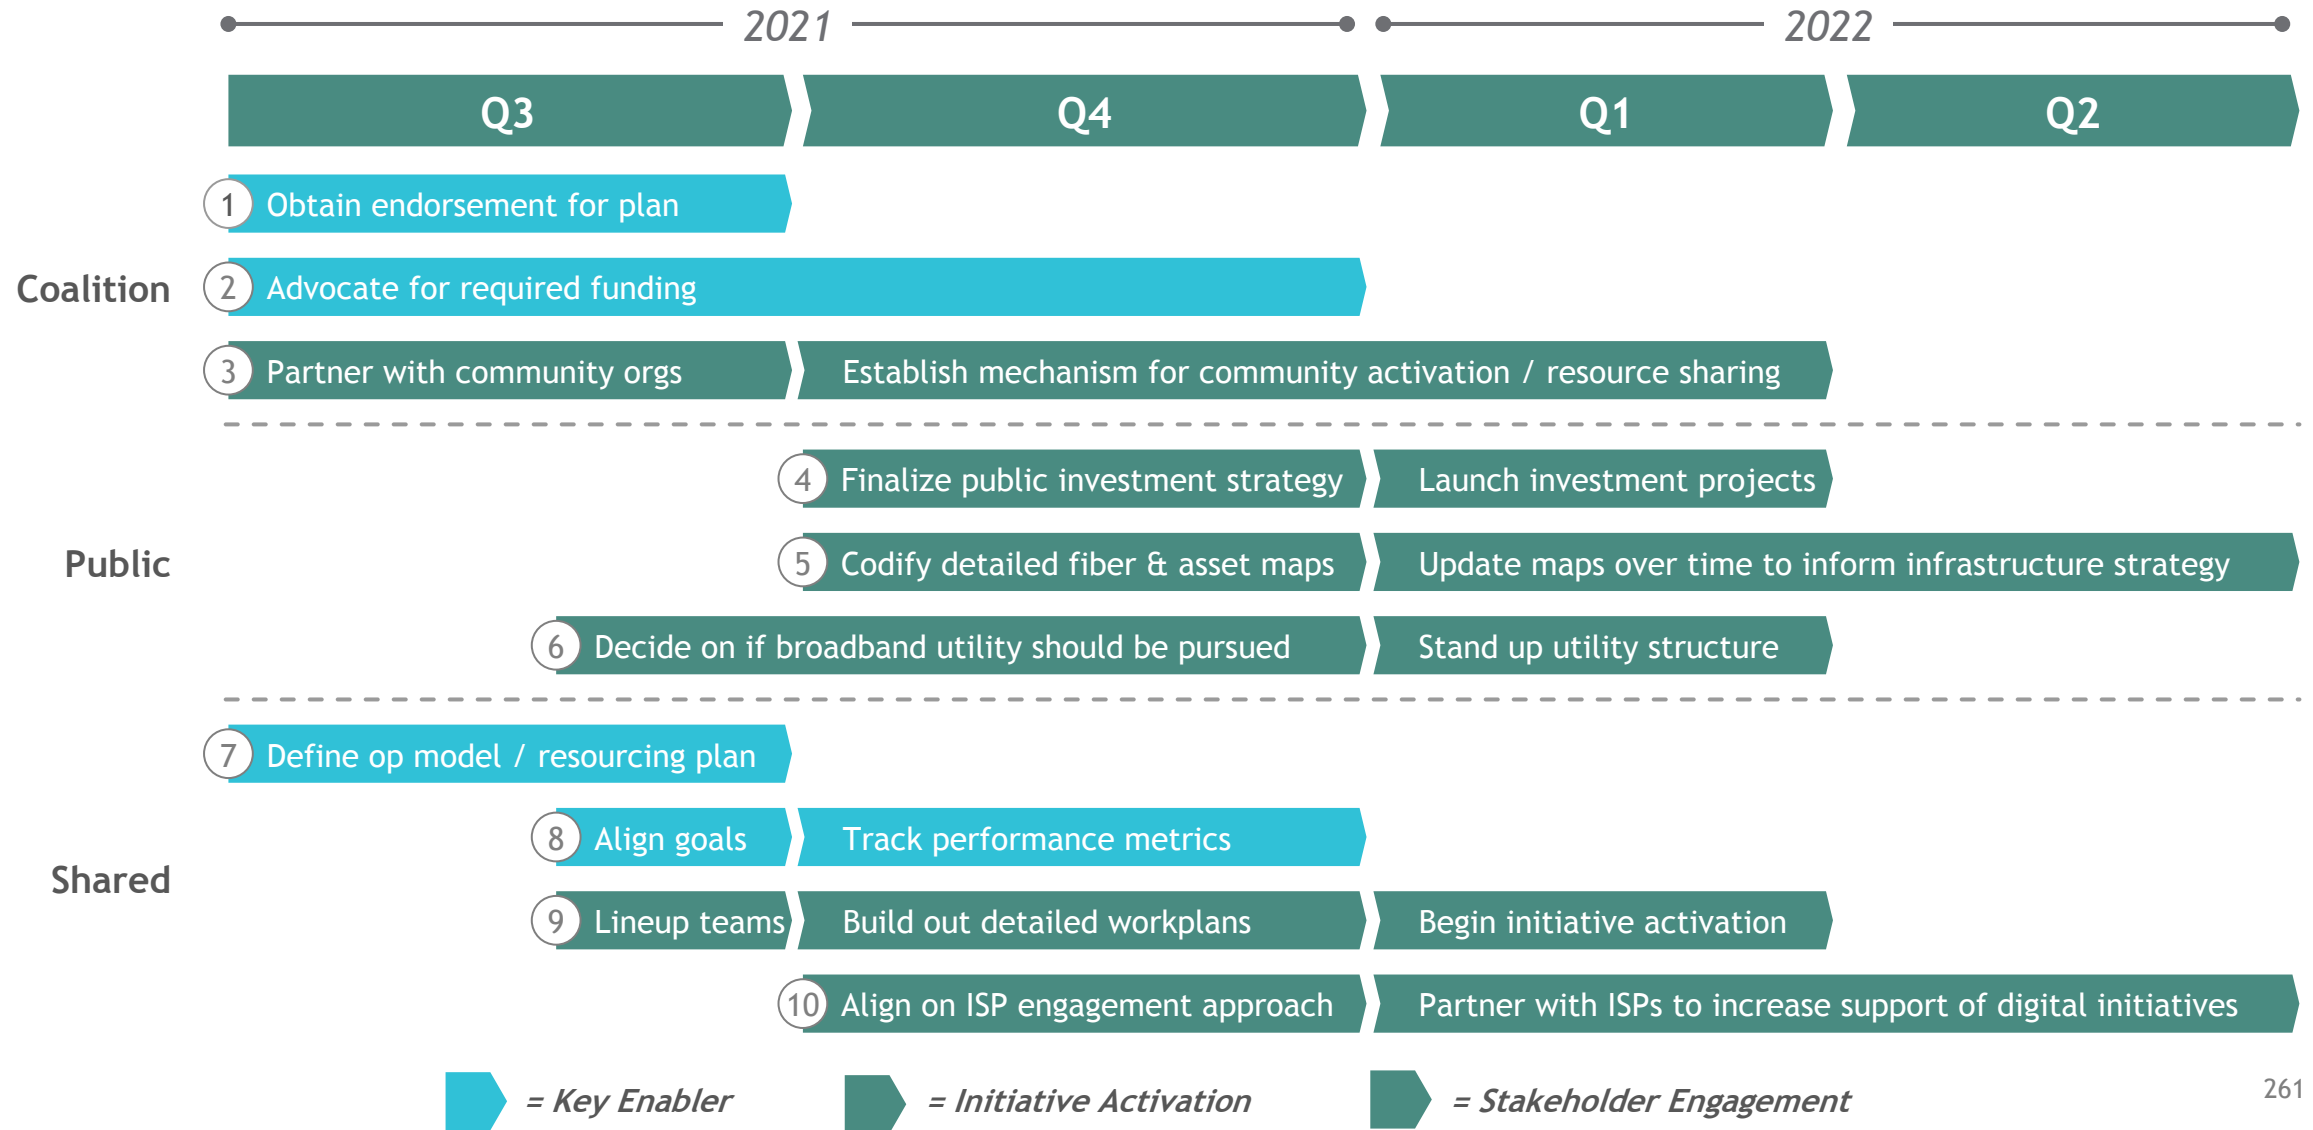 2021
2022
Q3
Q4
Q1
Q2
Coalition
1 Obtain endorsement for plan
2 Advocate for required funding
3 Partner with community orgs
Establish mechanism for community activation / resource sharing
Public
4 Finalize public investment strategy
Launch investment projects
5 Codify detailed fiber & asset maps
Update maps over time to inform infrastructure strategy
6 Decide on if broadband utility should be pursued
Stand up utility structure
Shared
7 Define op model / resourcing plan
8 Align goals
Track performance metrics
9 Lineup teams
Build out detailed workplans
Begin initiative activation
10 Align on ISP engagement approach
Partner with ISPs to increase support of digital initiatives
= Key Enabler
= Initiative Activation
= Stakeholder Engagement
261